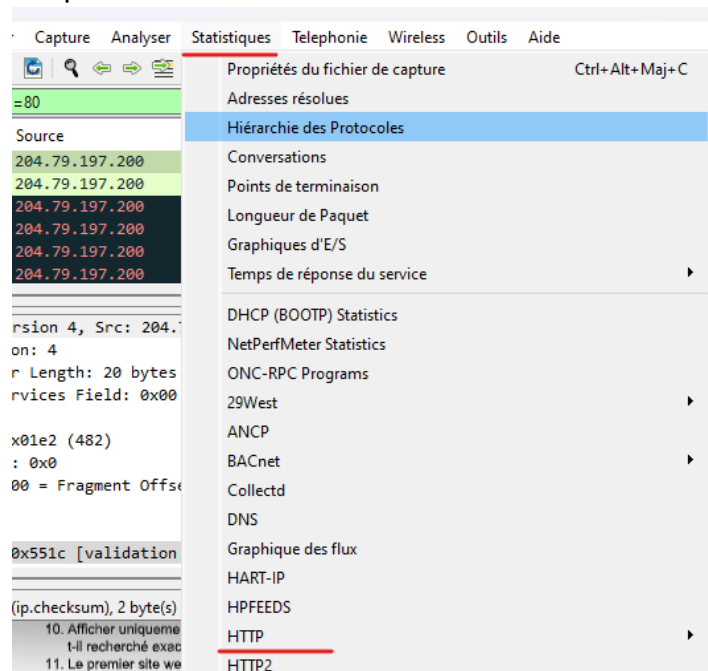 Capture Analyser Statistiques Telephonie Wireless Outils Aide
=80
Source
204.79.197.200
204.79.197.200
204.79.197.200
204.79.197.200
204.79.197.200
204.79.197.200
Propriétés du fichier de capture Ctrl+Alt+Maj+C
Adresses résolues
Hiérarchie des Protocoles
Conversations
Points de terminaison
Longueur de Paquet
Graphiques d'E/S
Temps de réponse du service
DHCP (BOOTP) Statistics
NetPerfMeter Statistics
ONC-RPC Programs
29West
ANCP
BACnet
Collectd
DNS
Graphique des flux
HART-IP
HPFEEDS
HTTP
HTTP2
rsion 4, Src: 204.
on: 4
r Length: 20 bytes
rvices Field: 0x00
x01e2 (482)
: 0x0
00 = Fragment Offse
0x551c [validation
(ip.checksum), 2 byte(s)
10. Afficher uniqueme
t-il recherché exac
11. Le premier site we